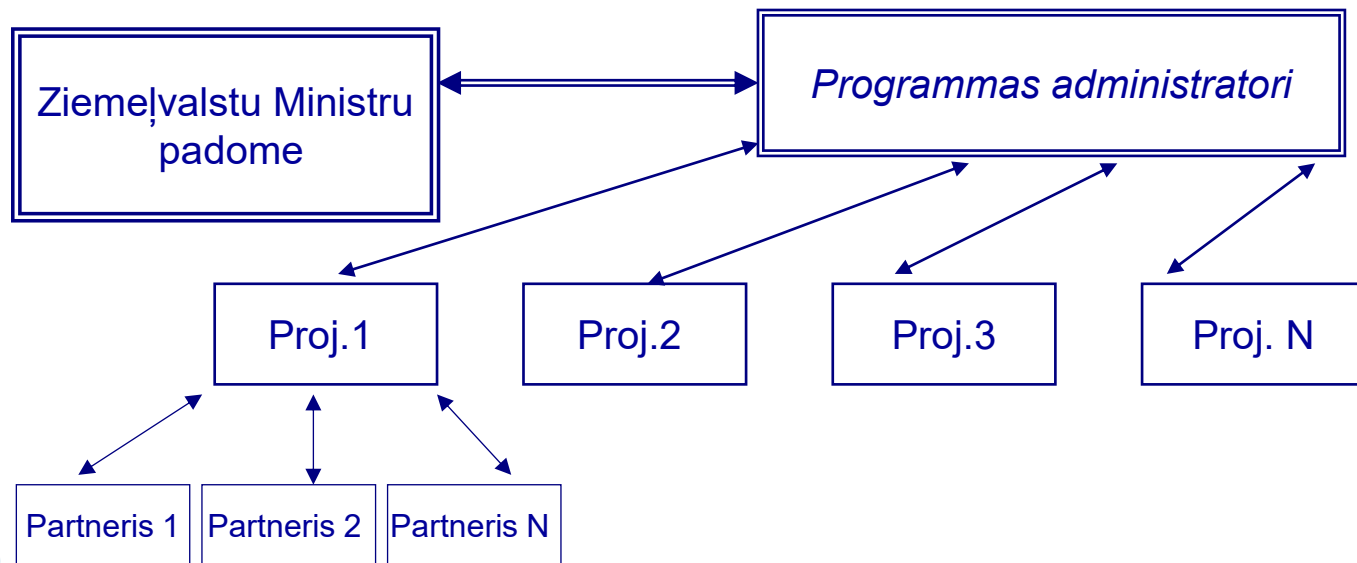 Ziemeļvalstu Ministru
padome
Programmas administratori
Proj.1
Proj.2
Proj.3
Proj. N
Partneris 1
Partneris 2
Partneris N